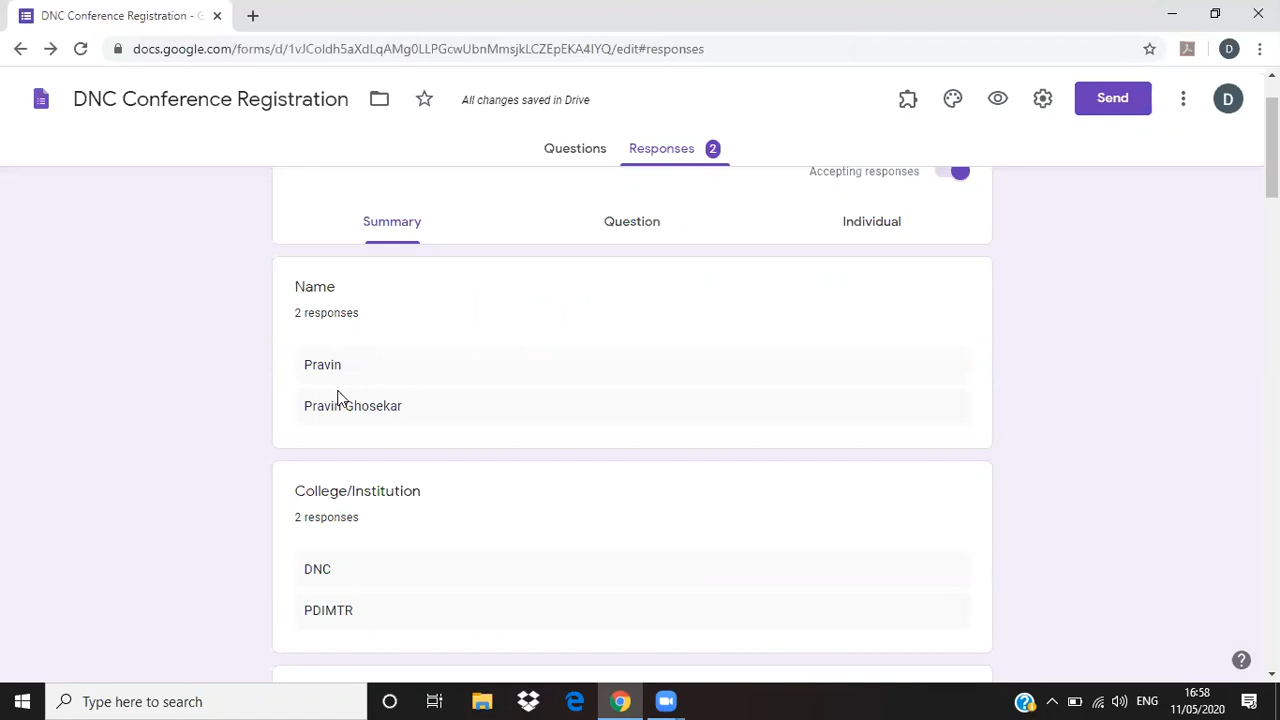 DNC Conference Registration - G
docs.google.com/forms/d/1vJColdh5aXdLqAMg0LLPGcwUbnMmsjkLCZEpEKA4IYQ/edit#responses
D
DNC Conference Registration
All changes saved in Drive
Send
D
Questions
Responses 2
Accepting responses
Summary
Question
Individual
Name
2 responses
Pravin
Pravin Ghosekar
College/Institution
2 responses
DNC
PDIMTR
Type here to search
ENG
16:58
11/05/2020